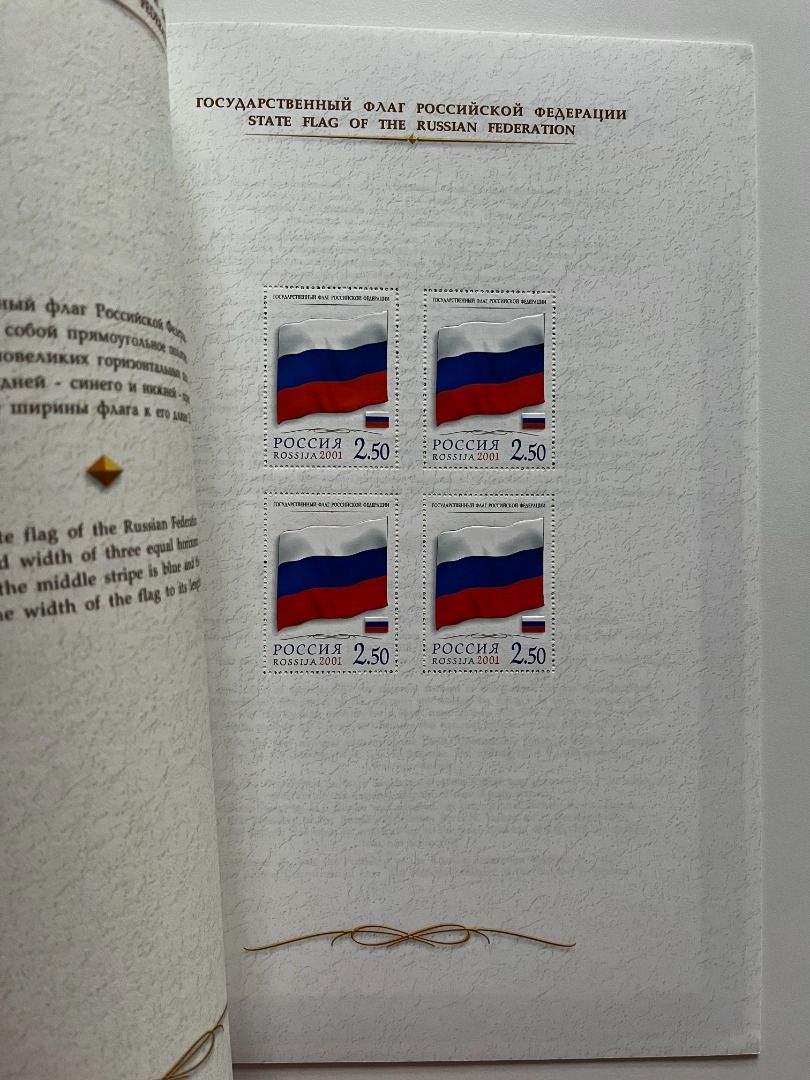 ный флаг Российской
собой прямоугольное
новеликих горизонтальных
дней - синего и нижней -
ширины флага к его
te flag of the Russian
d width of three equal
the middle stripe is blue and
he width of the flag to its
ГОСУДАРСТВЕННЫЙ ФЛАГ РОССИЙСКОЙ ФЕДЕРАЦИИ
STATE FLAG OF THE RUSSIAN FEDERATION
ГОСУДАРСТВЕННЫЙ ФЛАГ РОССИЙСКОЙ ФЕДЕРАЦИИ
РОССИЯ 2.50
ROSSIJA 2001
ГОСУДАРСТВЕННЫЙ ФЛАГ РОССИЙСКОЙ ФЕДЕРАЦИИ
РОССИЯ 2.50
ROSSIJA 2001
ГОСУДАРСТВЕННЫЙ ФЛАГ РОССИЙСКОЙ ФЕДЕРАЦИИ
РОССИЯ 2.50
ROSSIJA 2001
ГОСУДАРСТВЕННЫЙ ФЛАГ РОССИЙСКОЙ ФЕДЕРАЦИИ
РОССИЯ 2.50
ROSSIJA 2001